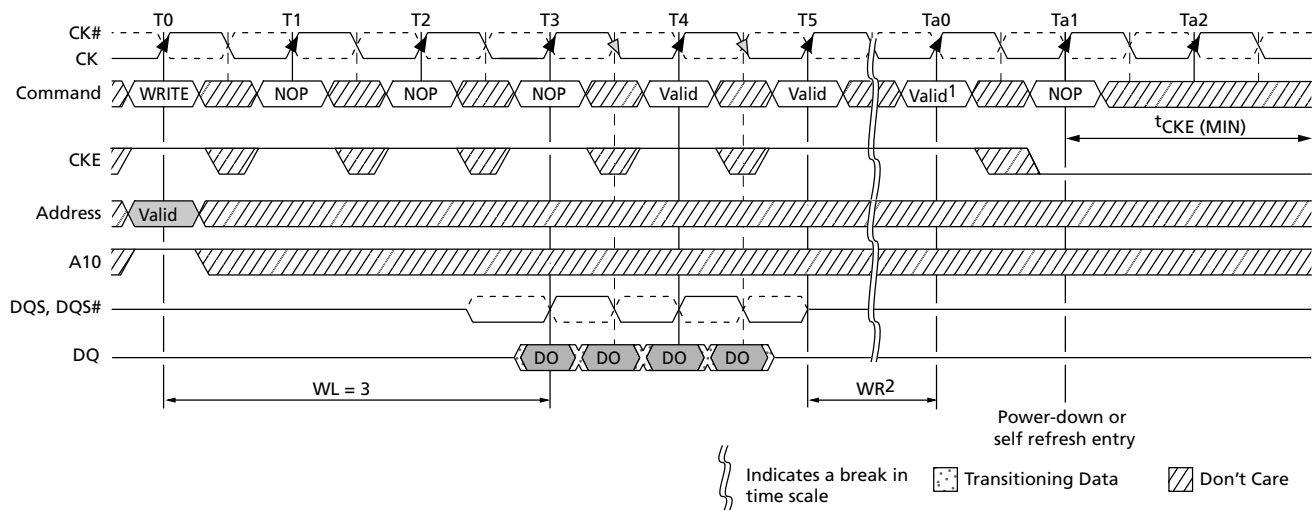 T0 T1 T2 T3 T4 T5 Ta0 Ta1 Ta2
CK#
CK
Command WRITE NOP NOP NOP Valid Valid Valid1 NOP
tCKE (MIN)
CKE
Address Valid
A10
DQS, DQS#
DQ DO DO DO DO
WL = 3 WR2
Power-down or
self refresh entry
Indicates a break in
time scale
Transitioning Data
Don't Care